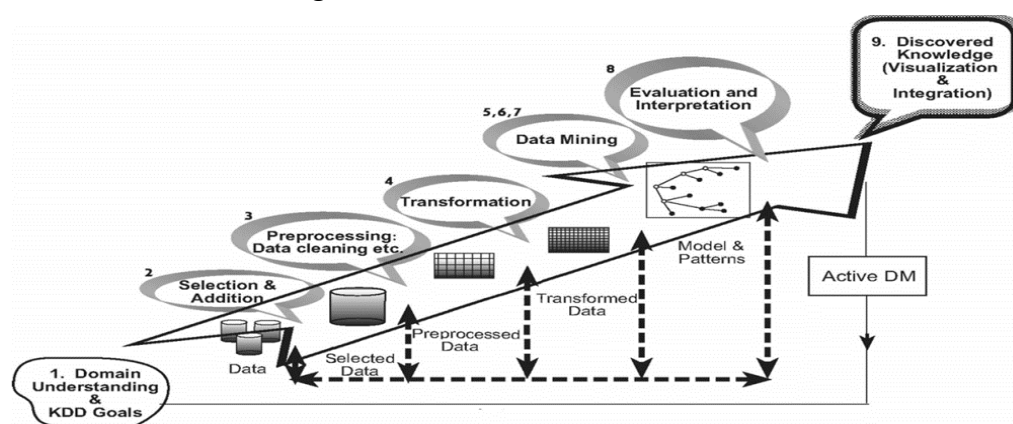 9. Discovered
Knowledge
(Visualization
&
Integration)
8
Evaluation and
Interpretation
5,6,7
Data Mining
4
Transformation
3
Preprocessing:
Data cleaning etc.
2
Selection &
Addition
Model &
Patterns
Active DM
Transformed
Data
Preprocessed
Data
Selected
Data
Data
1. Domain
Understanding
&
KDD Goals